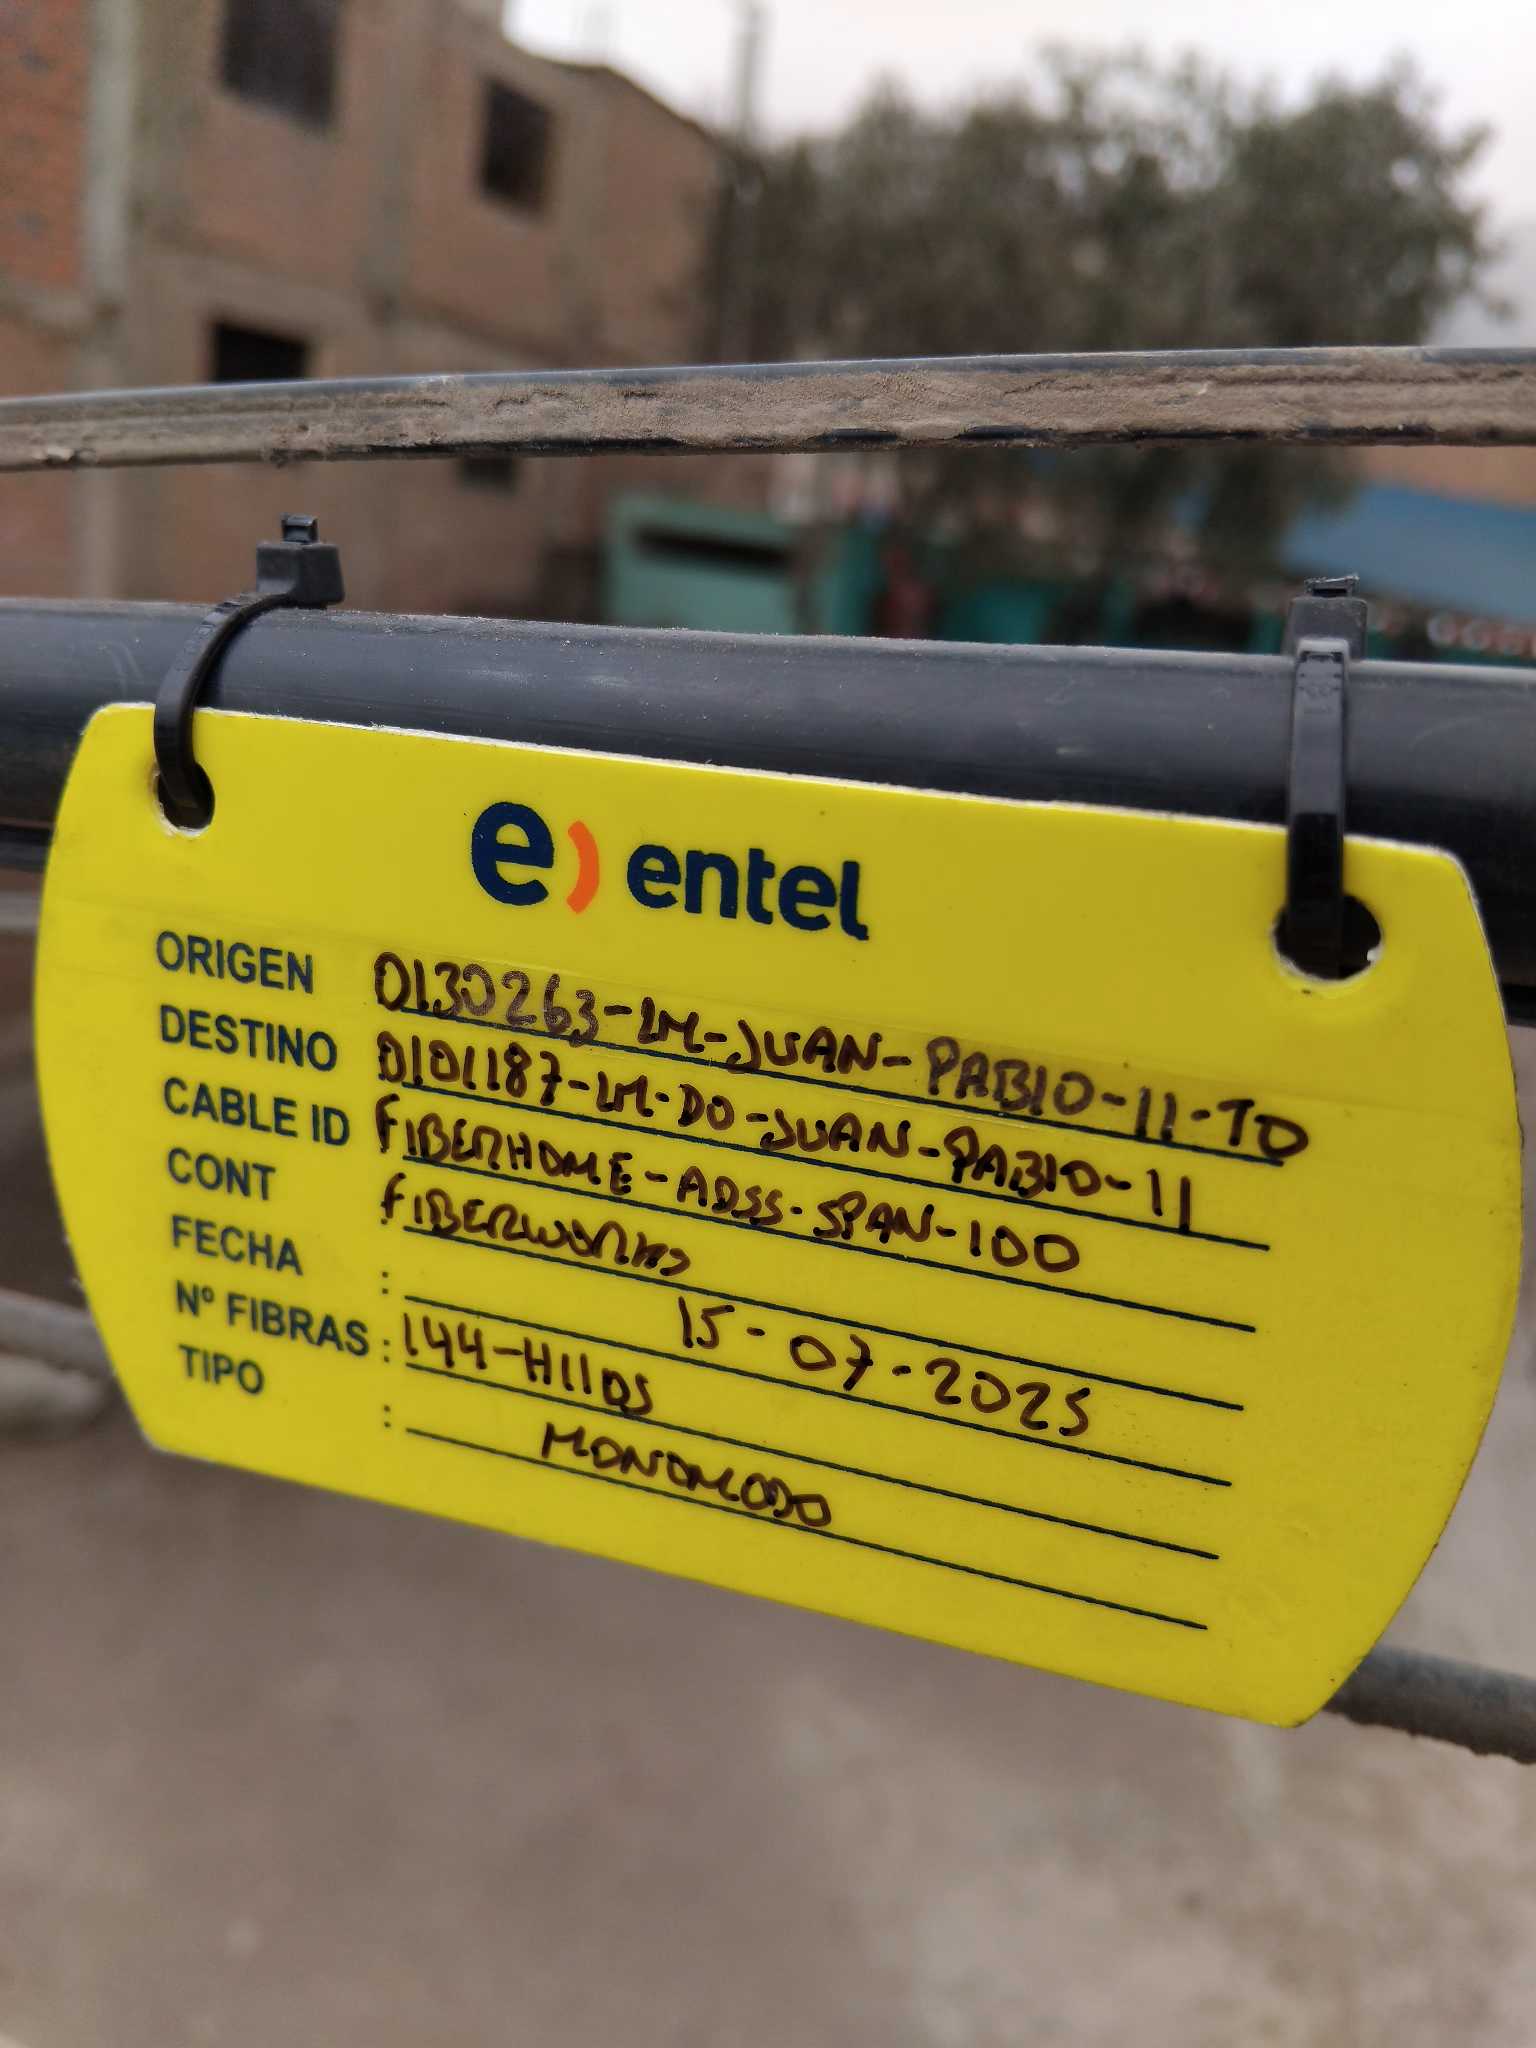 e) entel
ORIGEN 0130263-LM-JUAN-PABLO-II-TO
DESTINO 0101187-LM-DO-JUAN-PABLO-II
CABLE ID FIBERHOME-ADSS-SPAN-100
CONT FIBERWORKS
FECHA : 15-07-2025
Nº FIBRAS : 144-HILOS
TIPO : MONOMODO